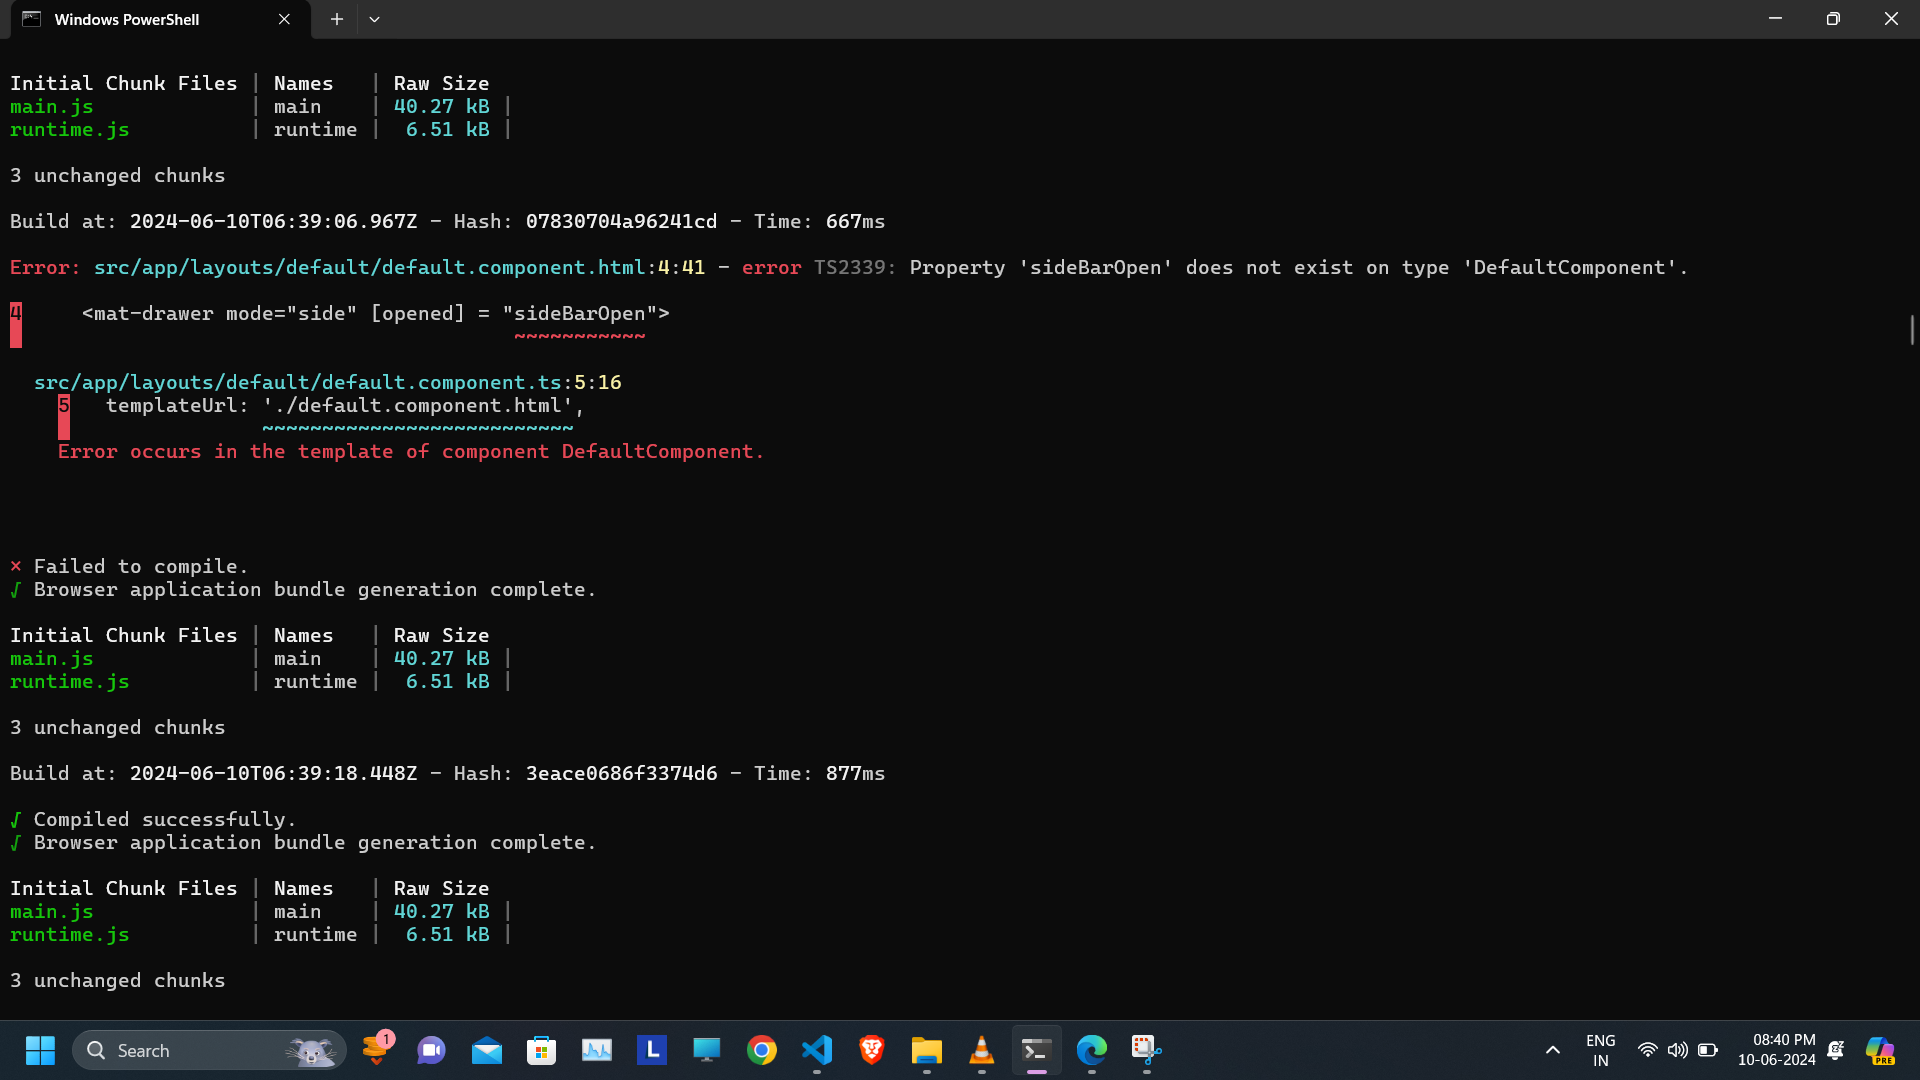 Windows PowerShell
Initial Chunk Files | Names   | Raw Size
main.js             | main    | 40.27 kB |
runtime.js          | runtime |  6.51 kB |
3 unchanged chunks
Build at: 2024-06-10T06:39:06.967Z - Hash: 07830704a96241cd - Time: 667ms
Error: src/app/layouts/default/default.component.html:4:41 - error TS2339: Property 'sideBarOpen' does not exist on type 'DefaultComponent'.
4     <mat-drawer mode="side" [opened] = "sideBarOpen">
~~~~~~~~~~~
src/app/layouts/default/default.component.ts:5:16
5   templateUrl: './default.component.html',
~~~~~~~~~~~~~~~~~~~~~~~~~~
Error occurs in the template of component DefaultComponent.
× Failed to compile.
√ Browser application bundle generation complete.
Initial Chunk Files | Names   | Raw Size
main.js             | main    | 40.27 kB |
runtime.js          | runtime |  6.51 kB |
3 unchanged chunks
Build at: 2024-06-10T06:39:18.448Z - Hash: 3eace0686f3374d6 - Time: 877ms
√ Compiled successfully.
√ Browser application bundle generation complete.
Initial Chunk Files | Names   | Raw Size
main.js             | main    | 40.27 kB |
runtime.js          | runtime |  6.51 kB |
3 unchanged chunks
Search
1
L
ENG
IN
08:40 PM
10-06-2024
PRE